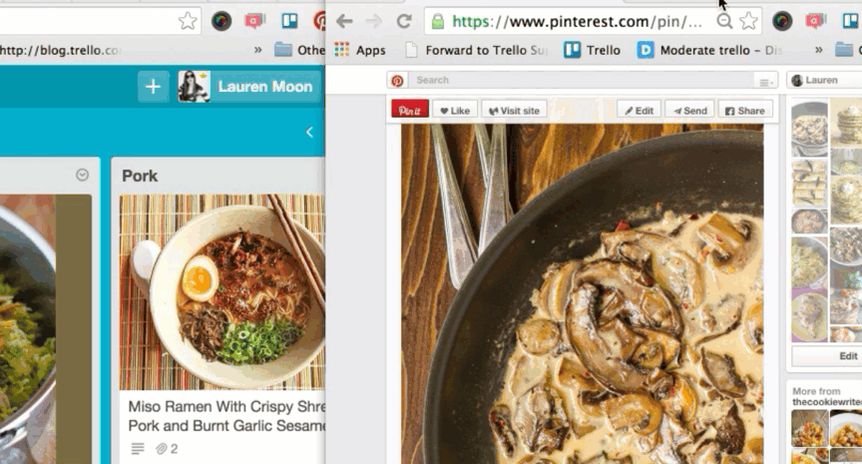 https://www.pinterest.com/pin/...
http://blog.trello.co
»
Othe
Apps
Forward to Trello Su
Trello
Moderate trello – Dis
»
Lauren Moon
Search
Lauren
Pin it
Like
Visit site
Edit
Send
Share
Pork
Miso Ramen With Crispy Shre
Pork and Burnt Garlic Sesame
2
Edit
More from
thecookiewrite